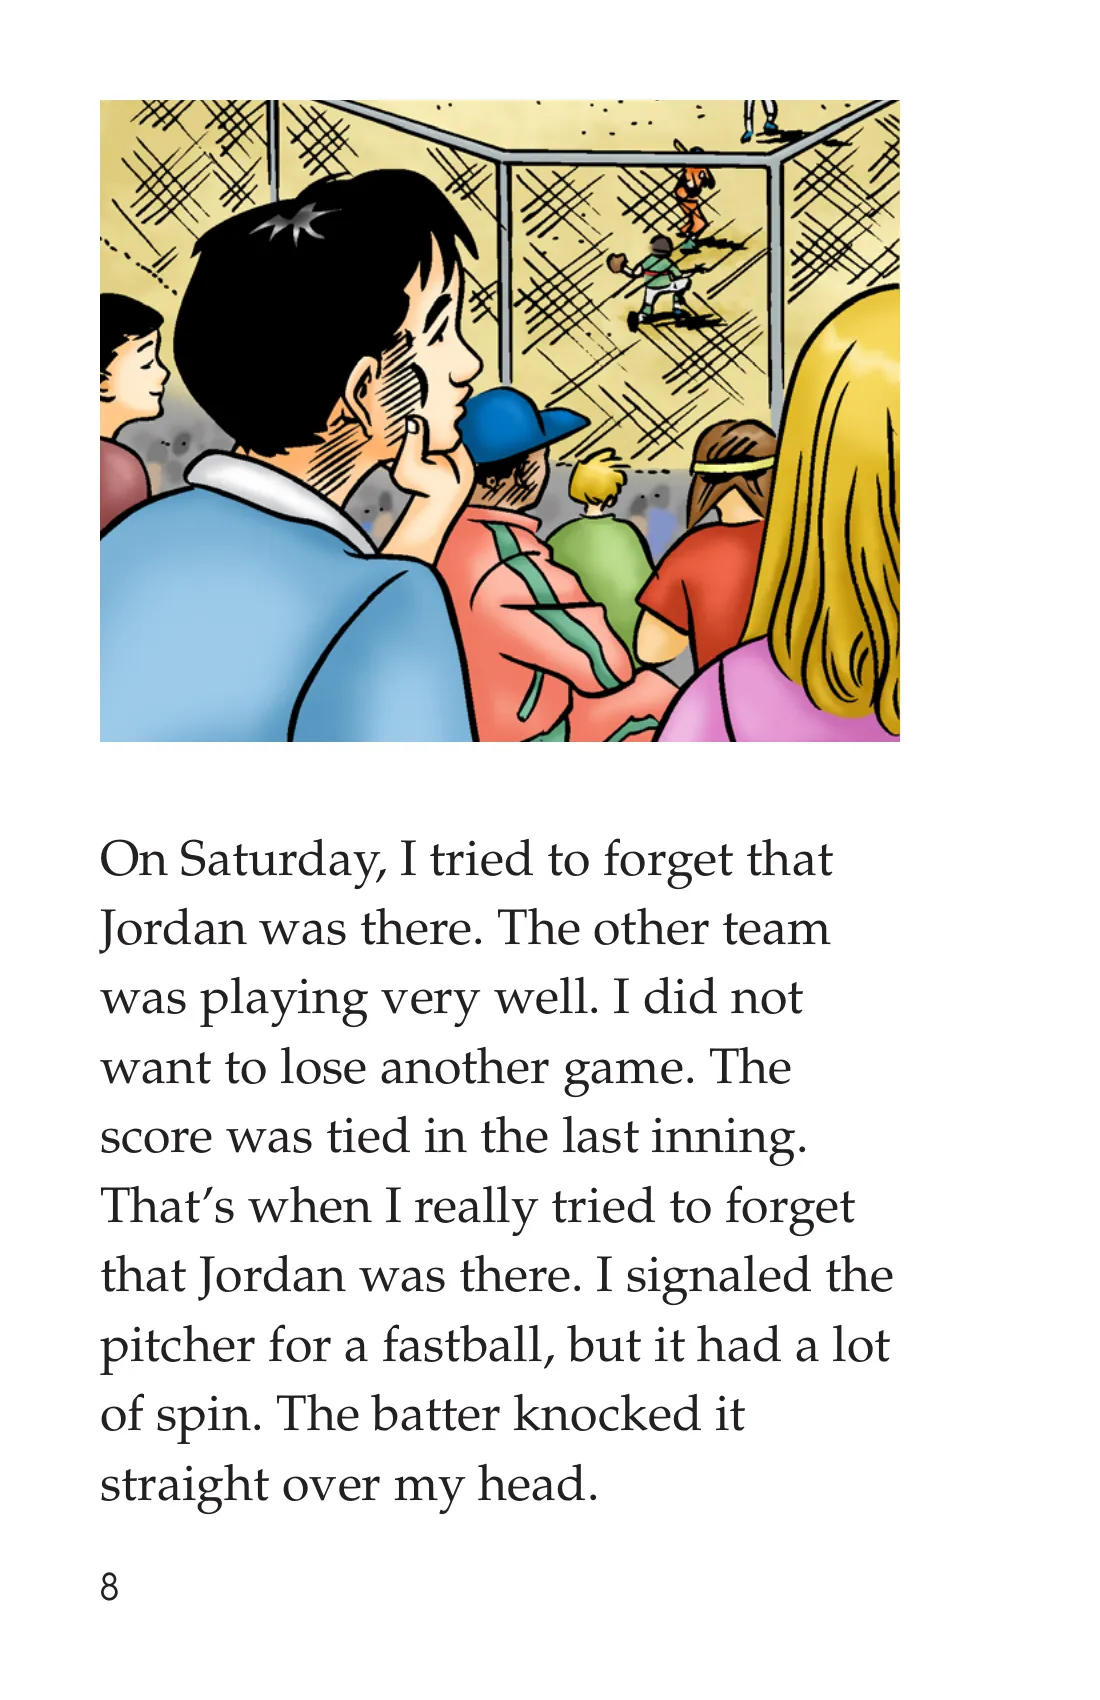 On Saturday, I tried to forget that
Jordan was there. The other team
was playing very well. I did not
want to lose another game. The
score was tied in the last inning.
That’s when I really tried to forget
that Jordan was there. I signaled the
pitcher for a fastball, but it had a lot
of spin. The batter knocked it
straight over my head.
8